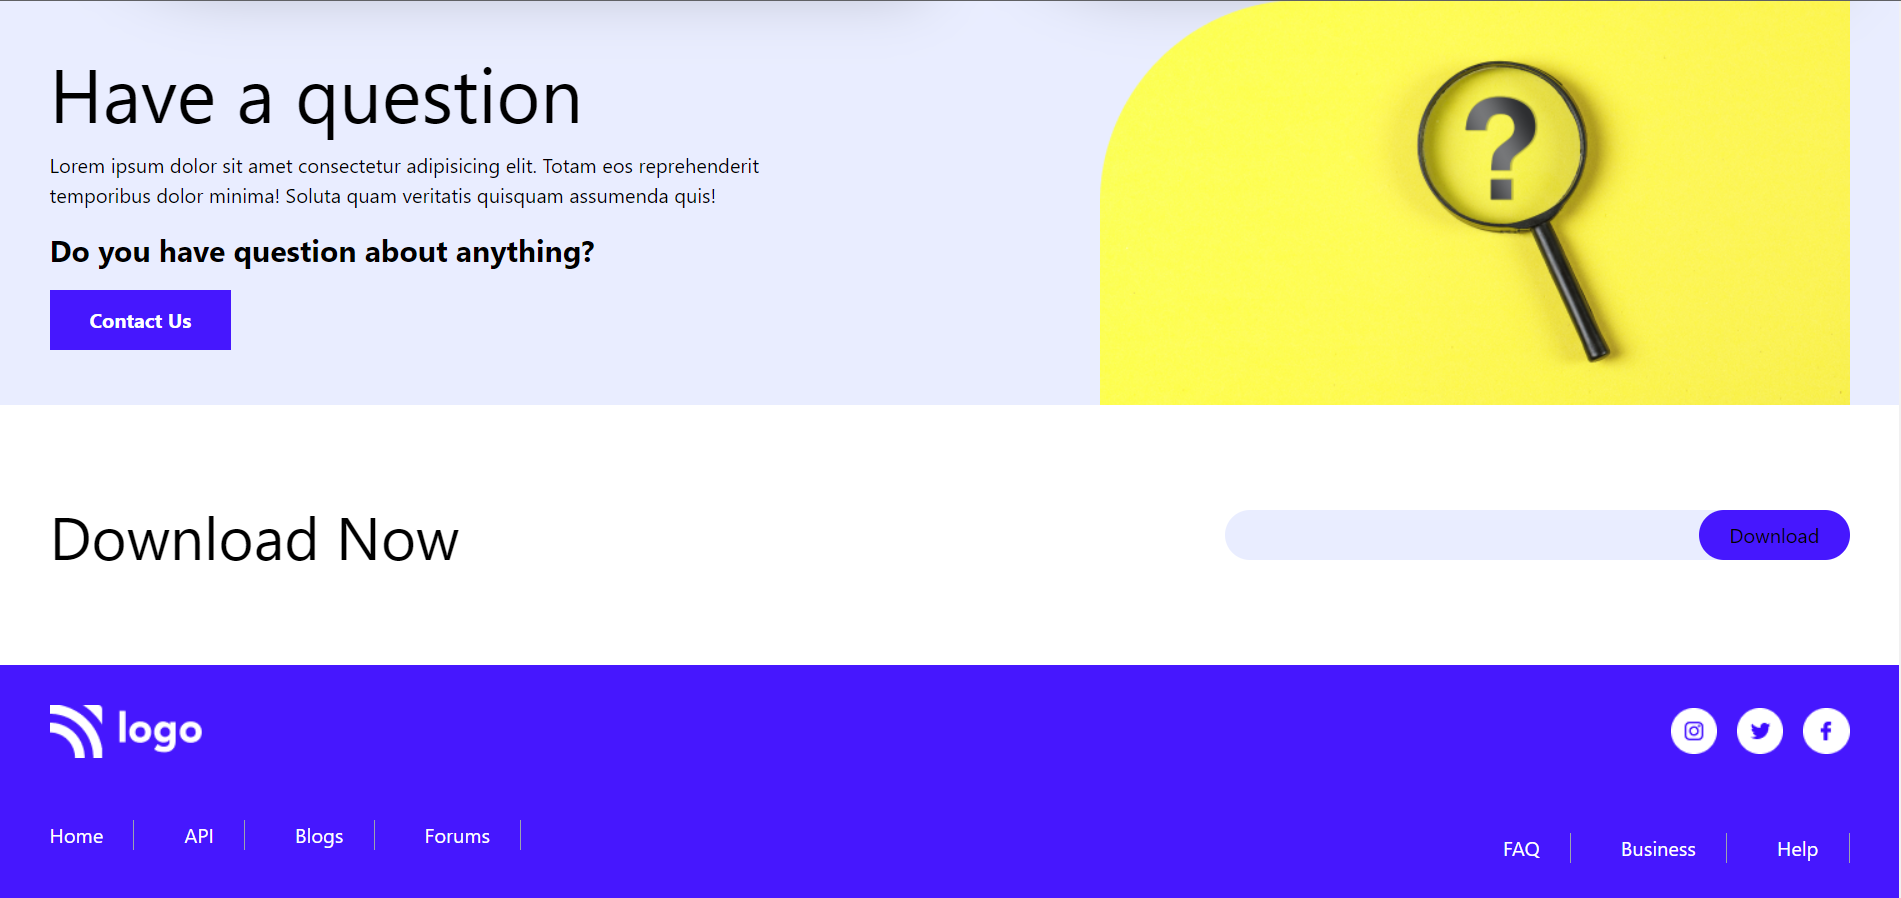 Have a question
Lorem ipsum dolor sit amet consectetur adipisicing elit. Totam eos reprehenderit
temporibus dolor minima! Soluta quam veritatis quisquam assumenda quis!
Do you have question about anything?
Contact Us
?
Download Now
Download
logo
Home
API
Blogs
Forums
FAQ
Business
Help